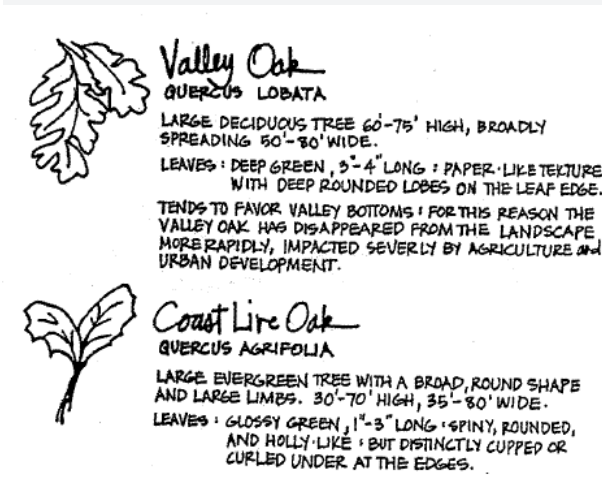 Valley Oak
QUERCUS LOBATA
LARGE DECIDUOUS TREE 60'-75' HIGH, BROADLY
SPREADING 50'-80' WIDE.
LEAVES: DEEP GREEN, 3"-4" LONG: PAPER-LIKE TEXTURE
WITH DEEP ROUNDED LOBES ON THE LEAF EDGE.
TENDS TO FAVOR VALLEY BOTTOMS: FOR THIS REASON THE
VALLEY OAK HAS DISAPPEARED FROM THE LANDSCAPE
MORE RAPIDLY, IMPACTED SEVERLY BY AGRICULTURE and
URBAN DEVELOPMENT.
Coast Live Oak
QUERCUS AGRIFOLIA
LARGE EVERGREEN TREE WITH A BROAD, ROUND SHAPE
AND LARGE LIMBS. 30'-70' HIGH, 35'-80' WIDE.
LEAVES: GLOSSY GREEN, 1"-3" LONG: SPINY, ROUNDED,
AND HOLLY-LIKE: BUT DISTINCTLY CUPPED OR
CURLED UNDER AT THE EDGES.